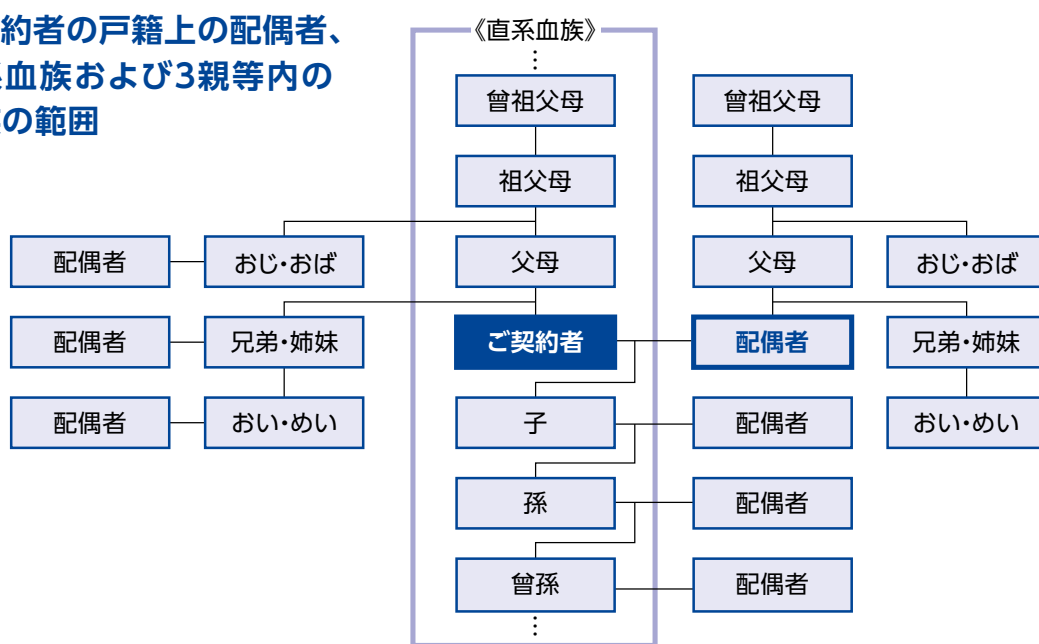 約者の戸籍上の配偶者、
血族および3親等内の
の範囲
《直系血族》
⋮
曾祖父母 曾祖父母
祖父母 祖父母
配偶者 おじ・おば 父母 父母 おじ・おば
配偶者 兄弟・姉妹 ご契約者 配偶者 兄弟・姉妹
配偶者 おい・めい 子 配偶者 おい・めい
孫 配偶者
曾孫 配偶者
⋮